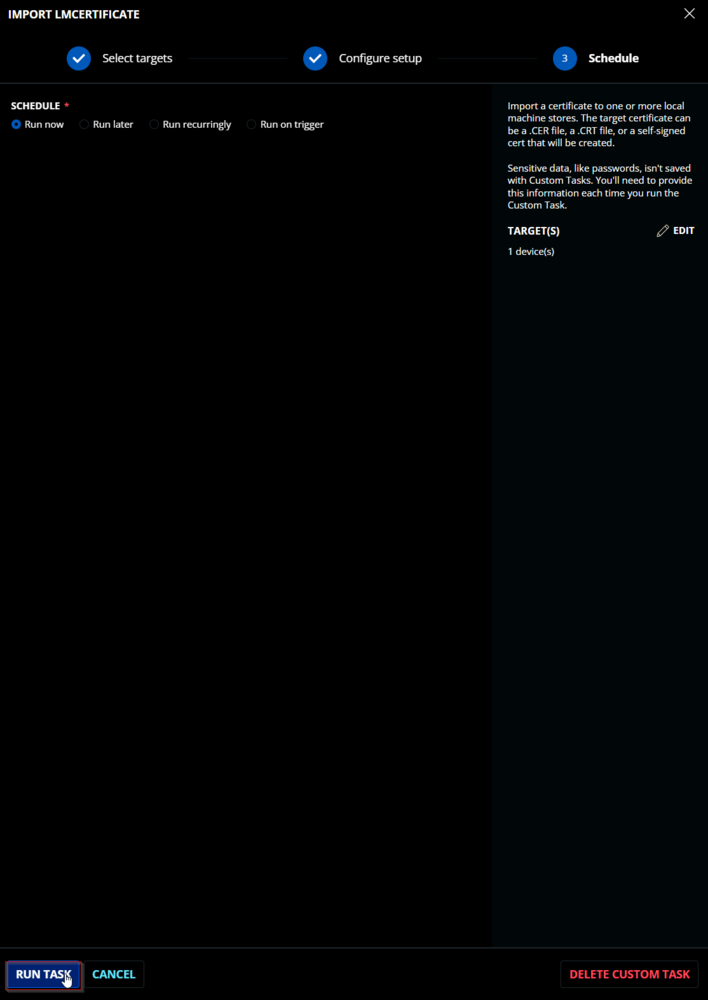 IMPORT LMCERTIFICATE
Select targets
Configure setup
3 Schedule
SCHEDULE *
Run now Run later Run recurringly Run on trigger
Import a certificate to one or more local
machine stores. The target certificate can
be a .CER file, a .CRT file, or a self-signed
cert that will be created.
Sensitive data, like passwords, isn't saved
with Custom Tasks. You'll need to provide
this information each time you run the
Custom Task.
TARGET(S) EDIT
1 device(s)
RUN TASK CANCEL DELETE CUSTOM TASK